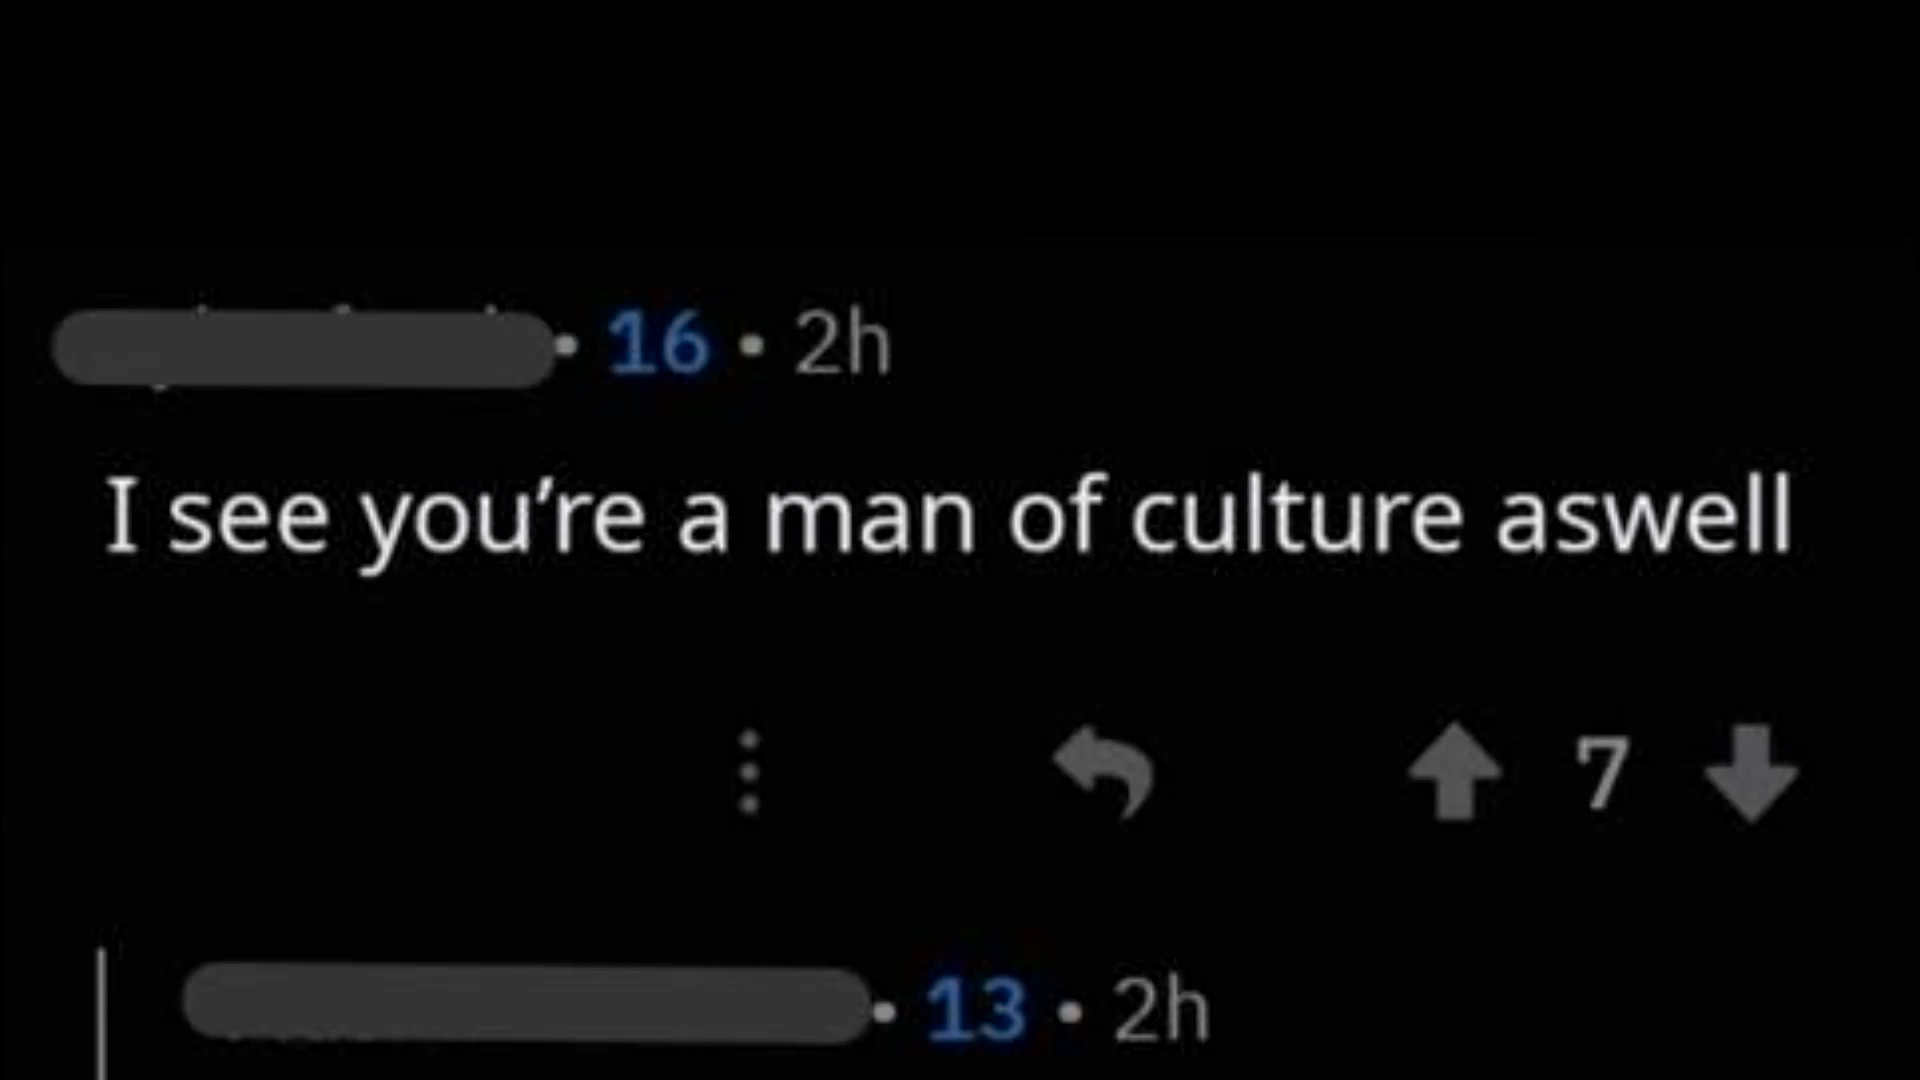 • 16 • 2h
I see you’re a man of culture aswell
7
• 13 • 2h